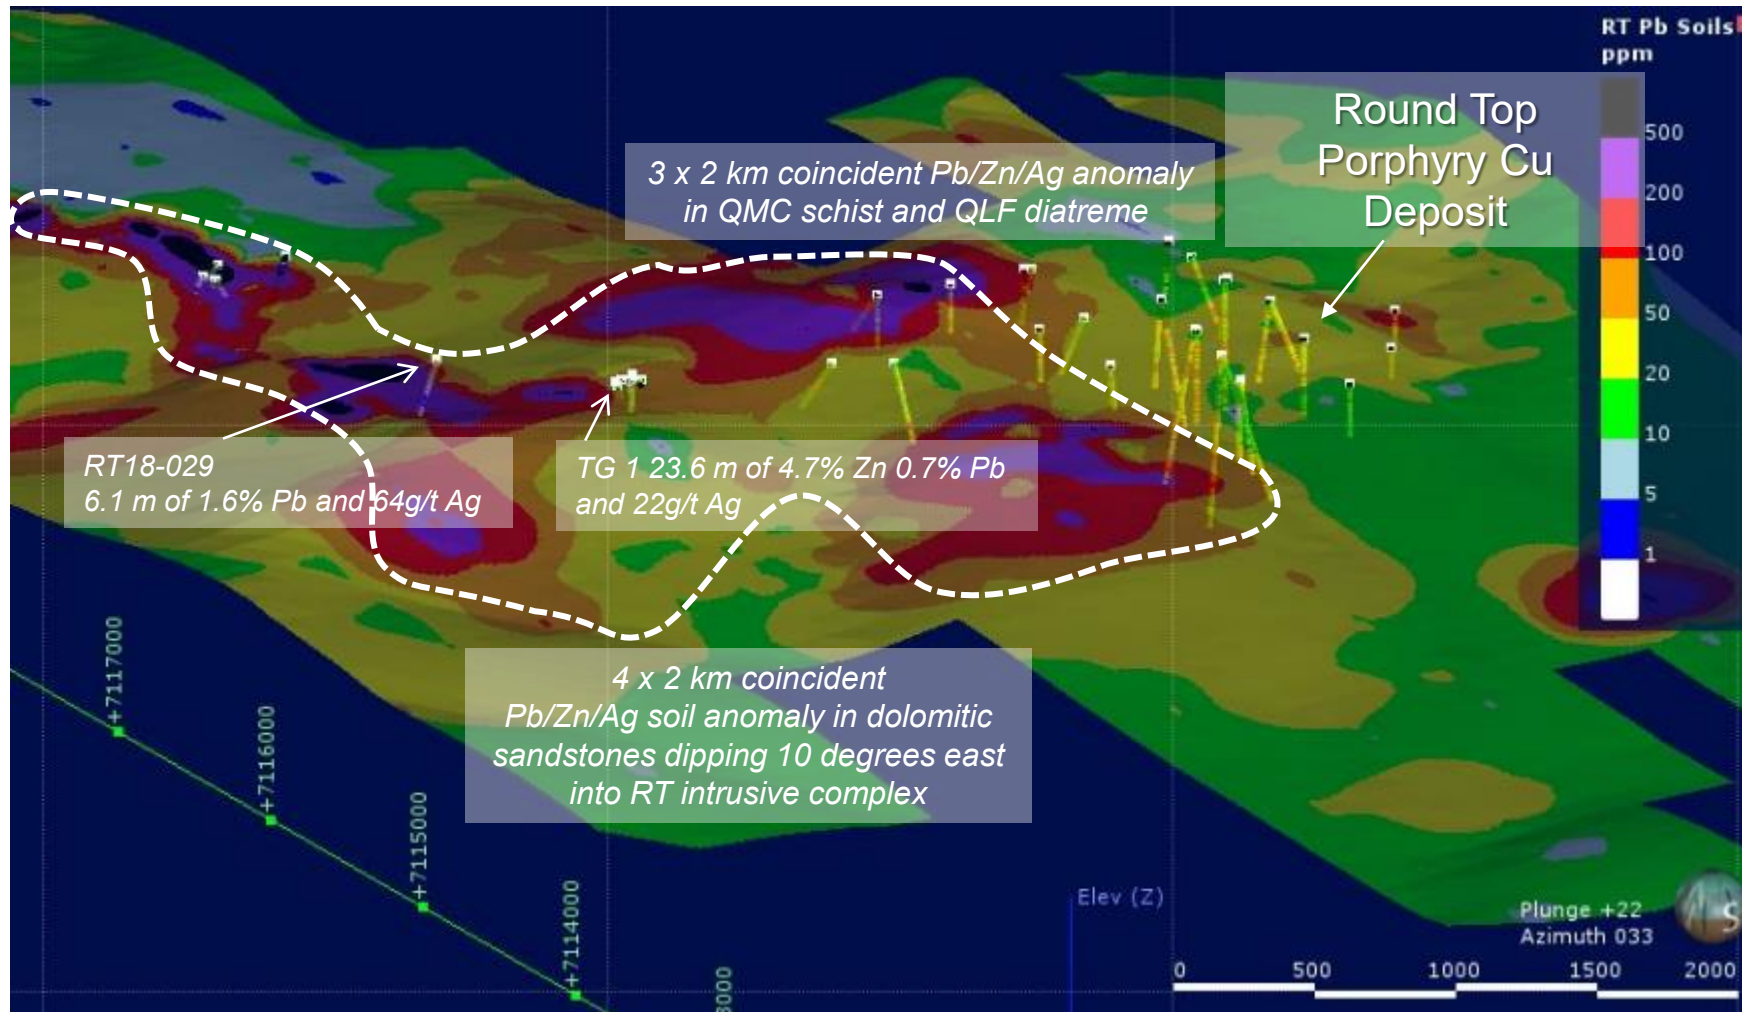 RT Pb Soils
ppm
500
200
100
50
20
10
5
1
Round Top
Porphyry Cu
Deposit
3 x 2 km coincident Pb/Zn/Ag anomaly
in QMC schist and QLF diatreme
RT18-029
6.1 m of 1.6% Pb and 64g/t Ag
TG 1 23.6 m of 4.7% Zn 0.7% Pb
and 22g/t Ag
4 x 2 km coincident
Pb/Zn/Ag soil anomaly in dolomitic
sandstones dipping 10 degrees east
into RT intrusive complex
+7117000
+7116000
+7115000
+7114000
Elev (Z)
Plunge +22
Azimuth 033
S
0 500 1000 1500 2000